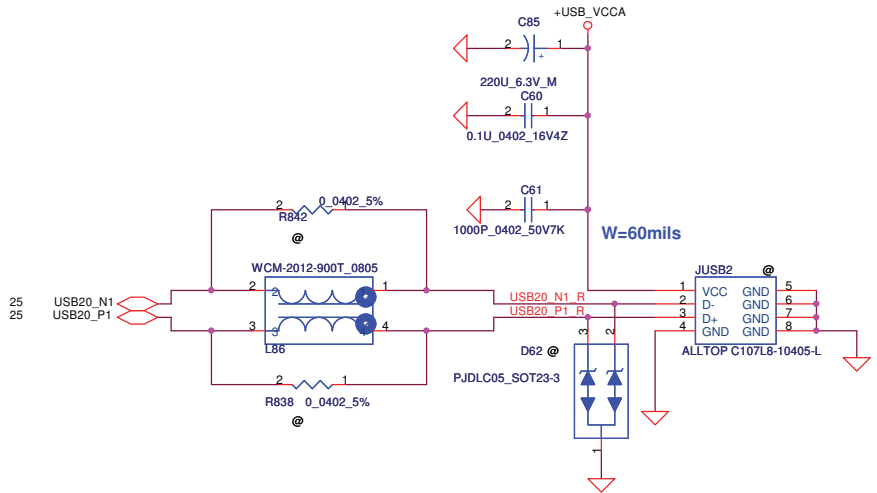 +USB_VCCA
C85
2 1
+
220U_6.3V_M
C60
2 1
0.1U_0402_16V4Z
C61
2 1
1000P_0402_50V7K
W=60mils
2 0_0402_5% 1
R842
@
WCM-2012-900T_0805
2 2 1
3 3 4
L86
25 USB20_N1
25 USB20_P1
2 1
R838 0_0402_5%
@
USB20_N1_R
USB20_P1_R
JUSB2 @
1 VCC GND 5
2 D- GND 6
3 D+ GND 7
4 GND GND 8
ALLTOP C107L8-10405-L
3 2
D62 @
PJDLC05_SOT23-3
1